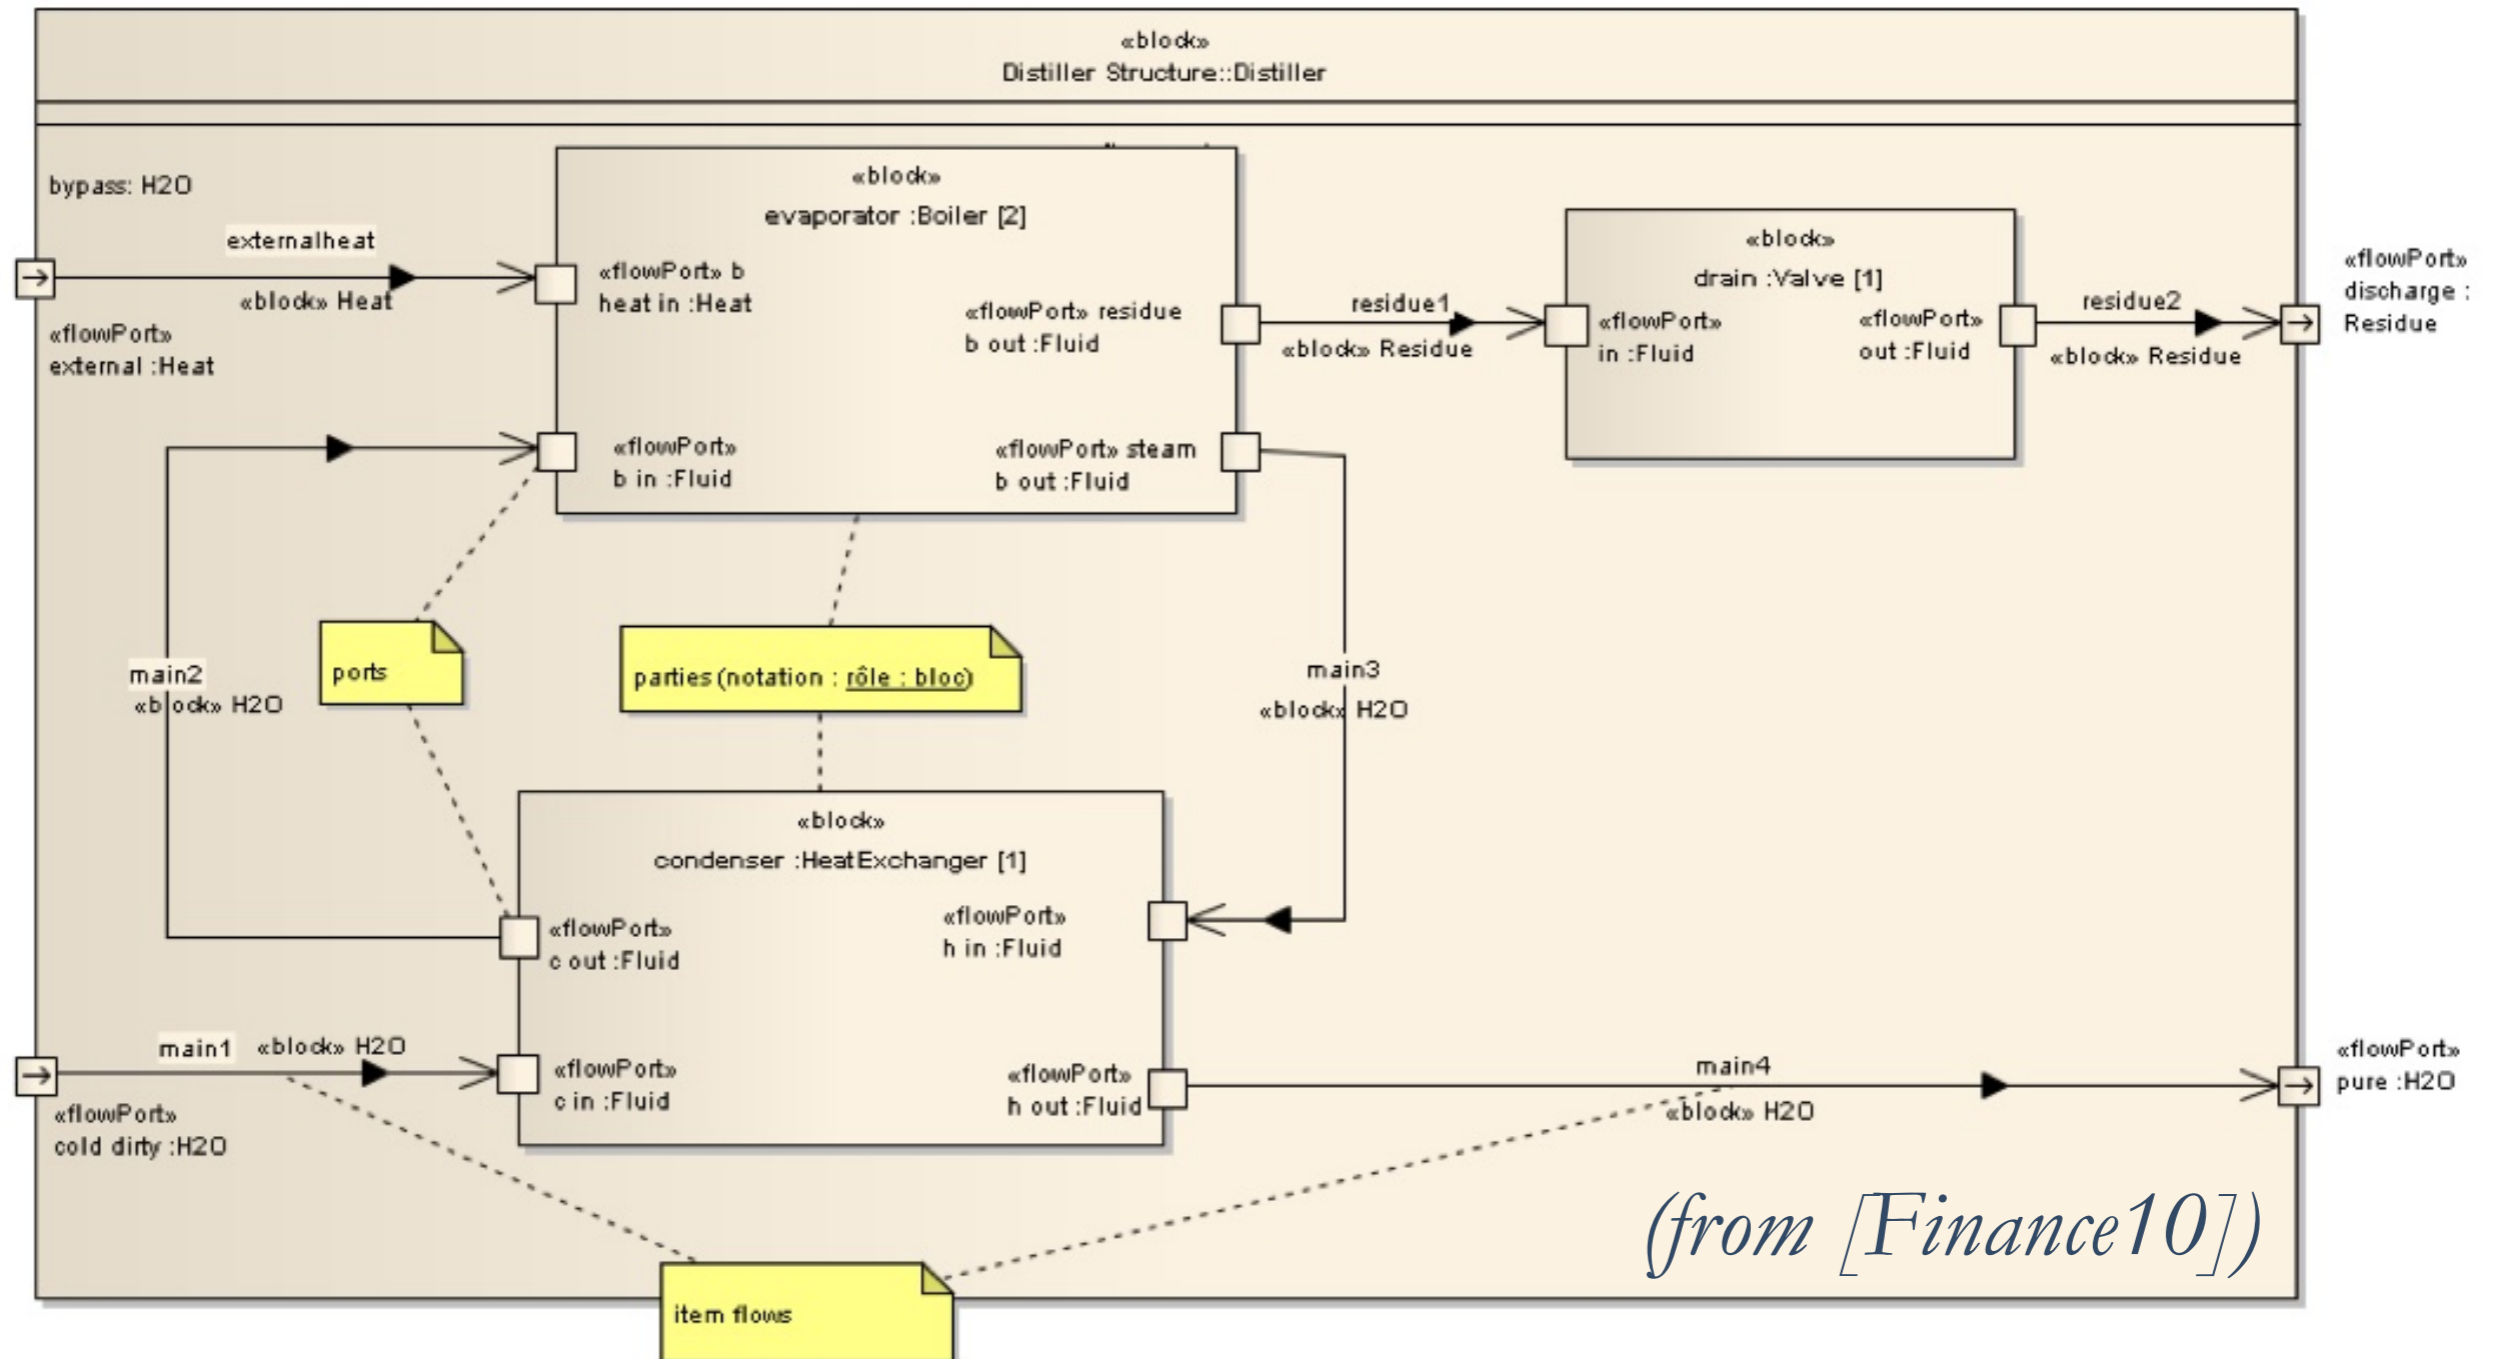 «block»
Distiller Structure::Distiller
bypass: H2O
externalheat
«block» Heat
«flowPort»
external :Heat
«block»
evaporator :Boiler [2]
«flowPort» b
heat in :Heat
«flowPort» residue
b out :Fluid
«flowPort»
b in :Fluid
«flowPort» steam
b out :Fluid
residue1
«block» Residue
«block»
drain :Valve [1]
«flowPort»
in :Fluid
«flowPort»
out :Fluid
residue2
«block» Residue
«flowPort»
discharge :
Residue
main2
«block» H2O
ports
parties (notation : rôle : bloc)
main3
«block» H2O
«block»
condenser :HeatExchanger [1]
«flowPort»
c out :Fluid
«flowPort»
h in :Fluid
«flowPort»
c in :Fluid
«flowPort»
h out :Fluid
main1
«block» H2O
«flowPort»
cold dirty :H2O
main4
«block» H2O
«flowPort»
pure :H2O
(from [Finance10])
item flows